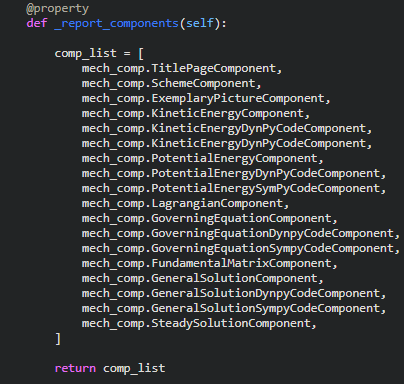 @property
def _report_components(self):
comp_list = [
mech_comp.TitlePageComponent,
mech_comp.SchemeComponent,
mech_comp.ExemplaryPictureComponent,
mech_comp.KineticEnergyComponent,
mech_comp.KineticEnergyDynPyCodeComponent,
mech_comp.KineticEnergyDynPyCodeComponent,
mech_comp.PotentialEnergyComponent,
mech_comp.PotentialEnergyDynPyCodeComponent,
mech_comp.PotentialEnergySymPyCodeComponent,
mech_comp.LagrangianComponent,
mech_comp.GoverningEquationComponent,
mech_comp.GoverningEquationDynpyCodeComponent,
mech_comp.GoverningEquationSympyCodeComponent,
mech_comp.FundamentalMatrixComponent,
mech_comp.GeneralSolutionComponent,
mech_comp.GeneralSolutionDynpyCodeComponent,
mech_comp.GeneralSolutionSympyCodeComponent,
mech_comp.SteadySolutionComponent,
]
return comp_list